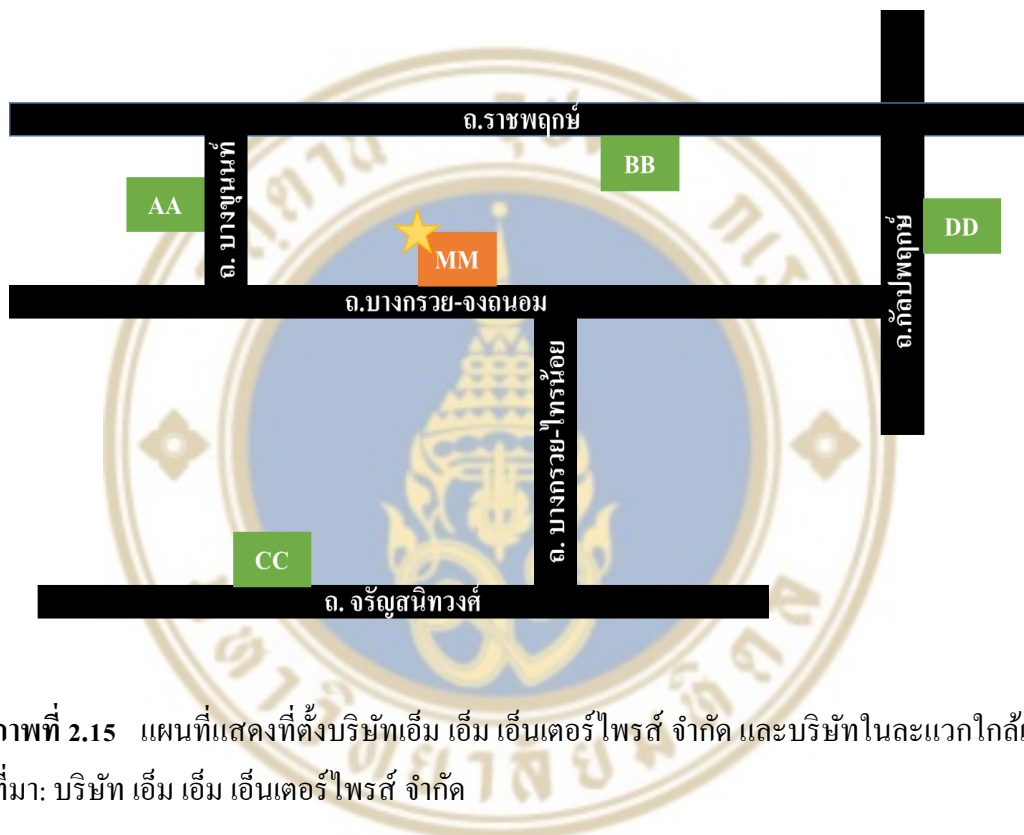 ถ.ราชพฤกษ์
BB
ถ. บางขุนนนท์
AA
DD
ถ.กัลปพฤกษ์
MM
ถ.บางกรวย-จงถนอม
ถ. บางกรวย-ไทรน้อย
CC
ถ. จรัญสนิทวงศ์
าพที่ 2.15 แผนที่แสดงที่ตั้งบริษัทเอ็ม เอ็ม เอ็นเตอร์ไพรส์ จำกัด และบริษัทในละแวกใกล้
ที่มา: บริษัท เอ็ม เอ็ม เอ็นเตอร์ไพรส์ จำกัด